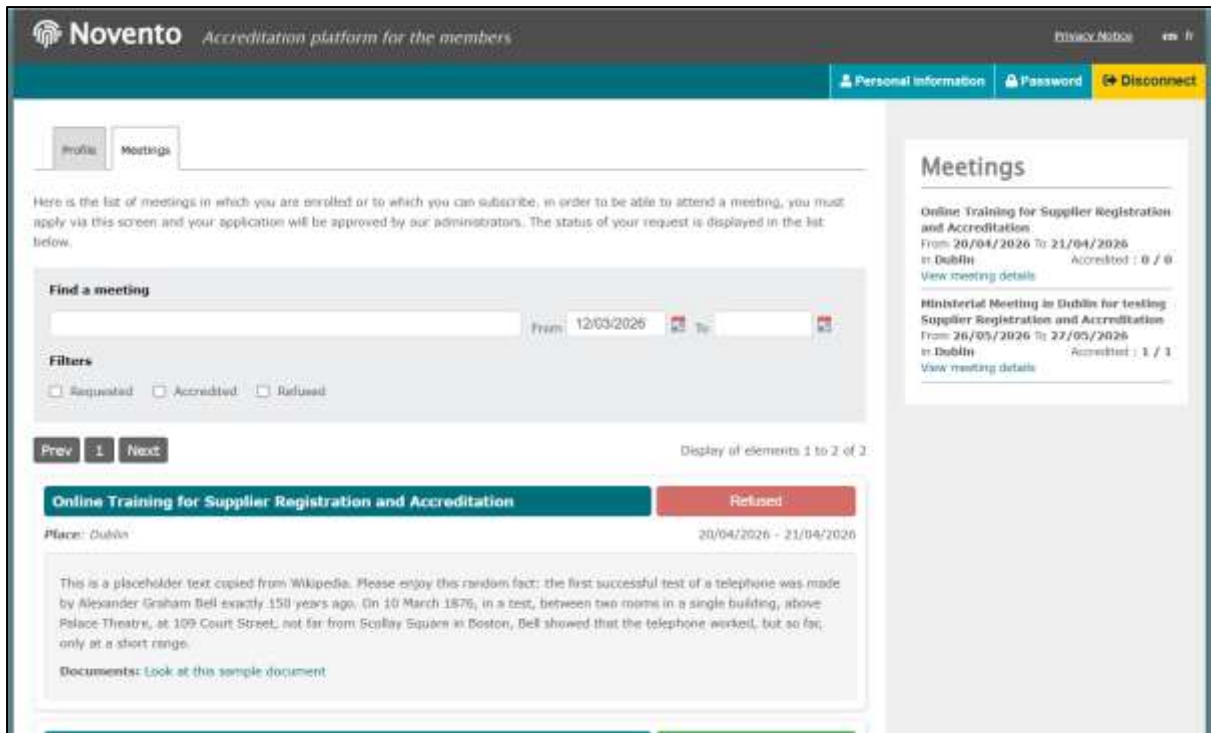 Novento Accreditation platform for the members
Privacy Notice en fr
Personal information Password Disconnect
Profile Meetings
Here is the list of meetings in which you are enrolled or to which you can subscribe, in order to be able to attend a meeting, you must
apply via this screen and your application will be approved by our administrators. The status of your request is displayed in the list
below.
Find a meeting
From 12/03/2026 To
Filters
Requested Accredited Refused
Prev 1 Next
Display of elements 1 to 2 of 2
Online Training for Supplier Registration and Accreditation Refused
Place: Dublin 20/04/2026 - 21/04/2026
This is a placeholder text copied from Wikipedia. Please enjoy this random fact: the first successful test of a telephone was made
by Alexander Graham Bell exactly 150 years ago. On 10 March 1876, in a test, between two rooms in a single building, above
Palace Theatre, at 109 Court Street, not far from Scollay Square in Boston, Bell showed that the telephone worked, but so far,
only at a short range.
Documents: Look at this sample document
Meetings
Online Training for Supplier Registration
and Accreditation
From 20/04/2026 To 21/04/2026
in Dublin Accredited : 0 / 0
View meeting details
Ministerial Meeting in Dublin for testing
Supplier Registration and Accreditation
From 26/05/2026 To 27/05/2026
in Dublin Accredited : 1 / 1
View meeting details